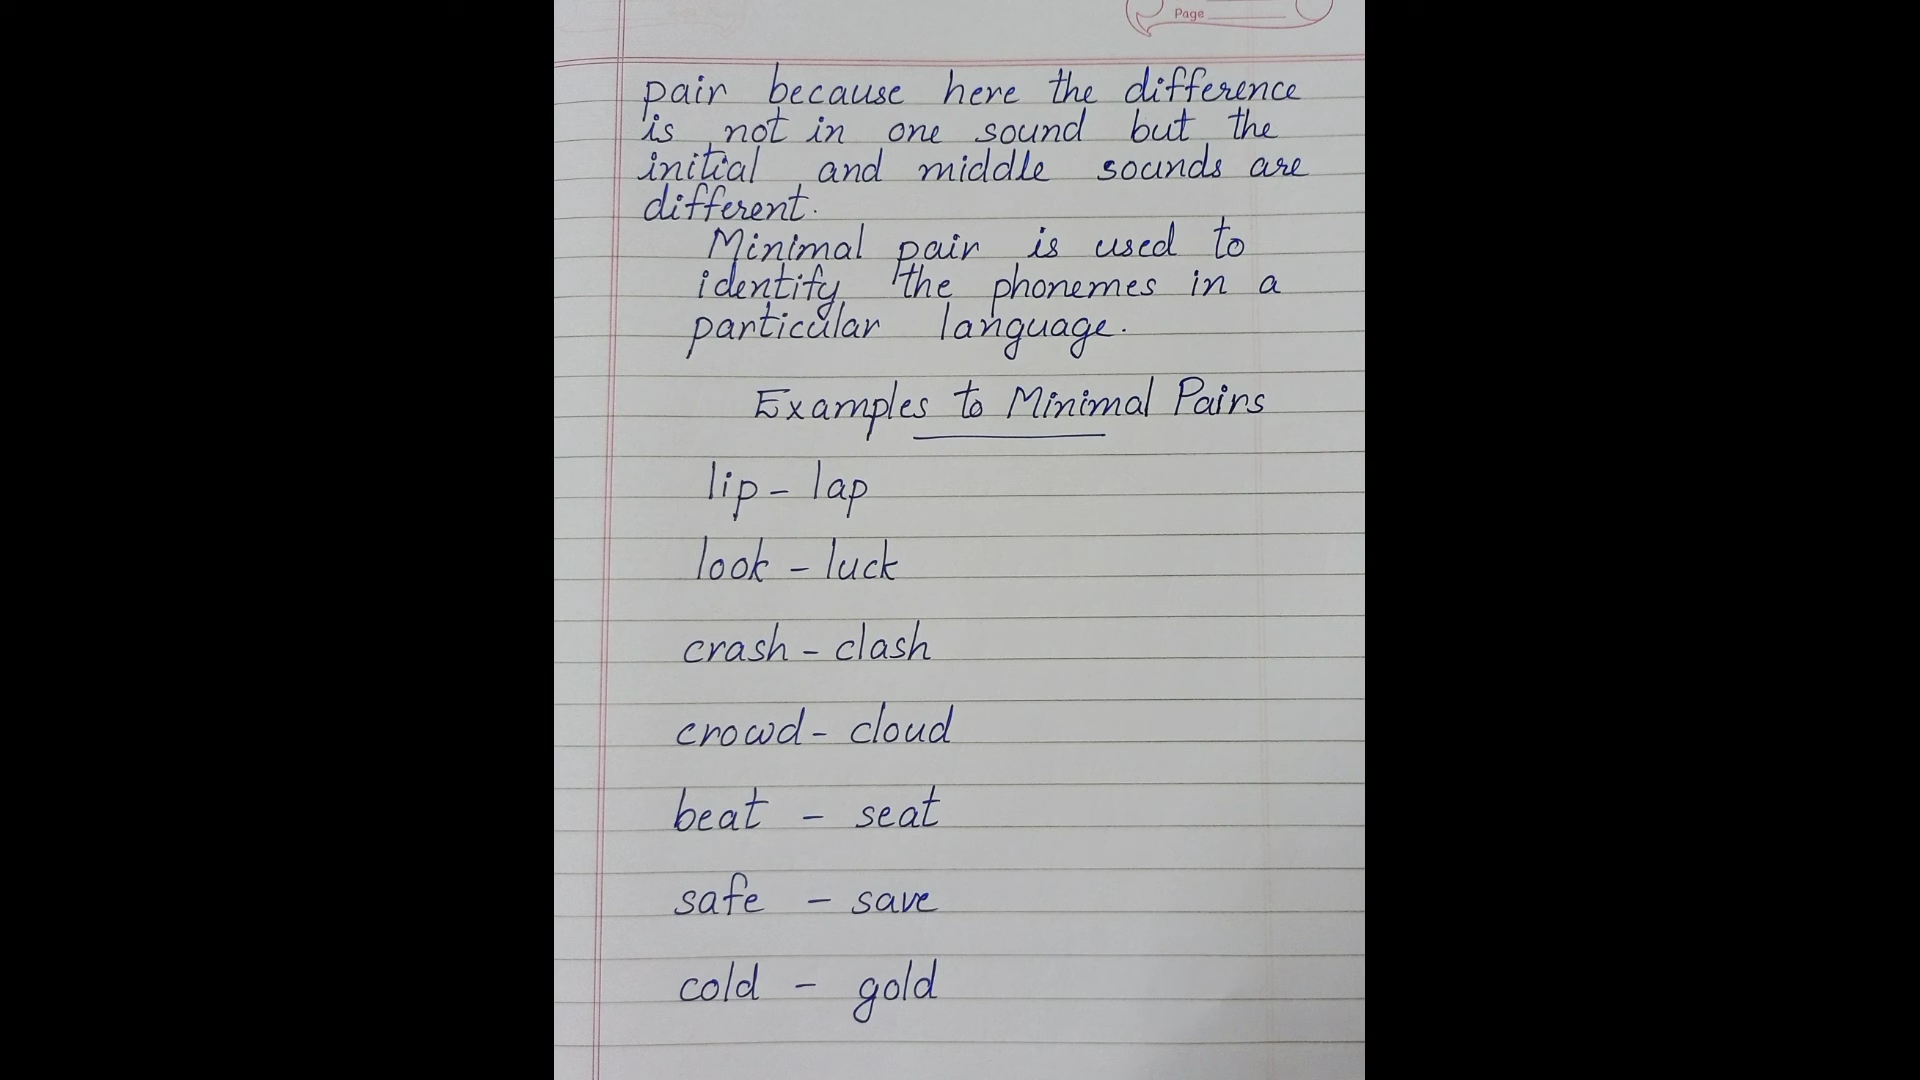 Page
pair because here the difference
is not in one sound but the
initial and middle sounds are
different.
Minimal pair is used to
identify the phonemes in a
particular language.
Examples to Minimal Pairs
lip - lap
look - luck
crash - clash
crowd - cloud
beat - seat
safe - save
cold - gold